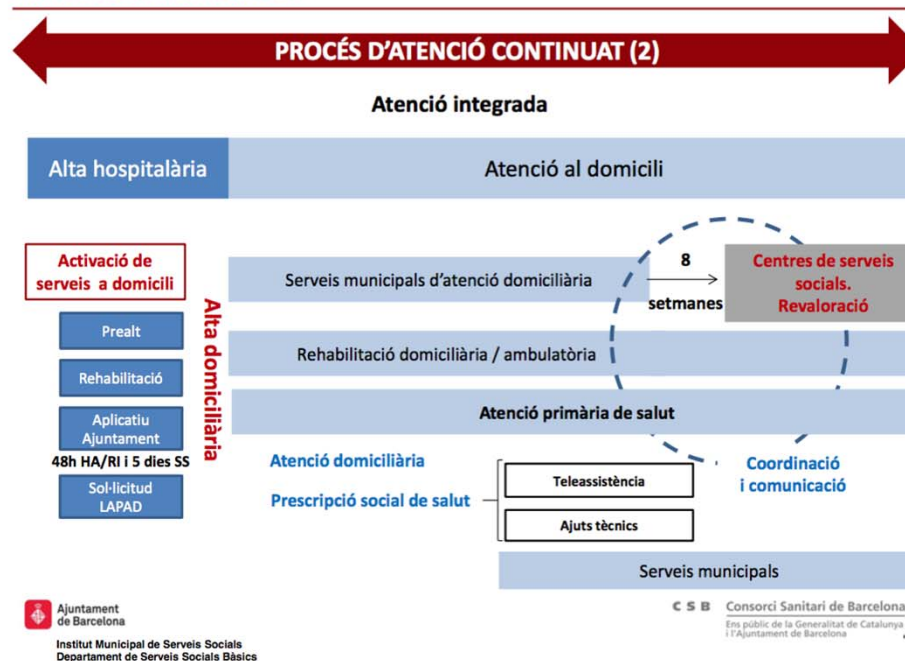 PROCÉS D'ATENCIÓ CONTINUAT (2)
Atenció integrada
Alta hospitalària
Atenció al domicili
Activació de
serveis a domicili
Prealt
Rehabilitació
Aplicatiu
Ajuntament
48h HA/RI i 5 dies SS
Sol·licitud
LAPAD
Alta domiciliària
Serveis municipals d'atenció domiciliària
8
setmanes
Centres de serveis
socials.
Revaloració
Rehabilitació domiciliària / ambulatòria
Atenció primària de salut
Atenció domiciliària
Prescripció social de salut
Teleassistència
Ajuts tècnics
Coordinació
i comunicació
Serveis municipals
Ajuntament
de Barcelona
Institut Municipal de Serveis Socials
Departament de Serveis Socials Bàsics
CSB Consorci Sanitari de Barcelona
Ens públic de la Generalitat de Catalunya
i l'Ajuntament de Barcelona